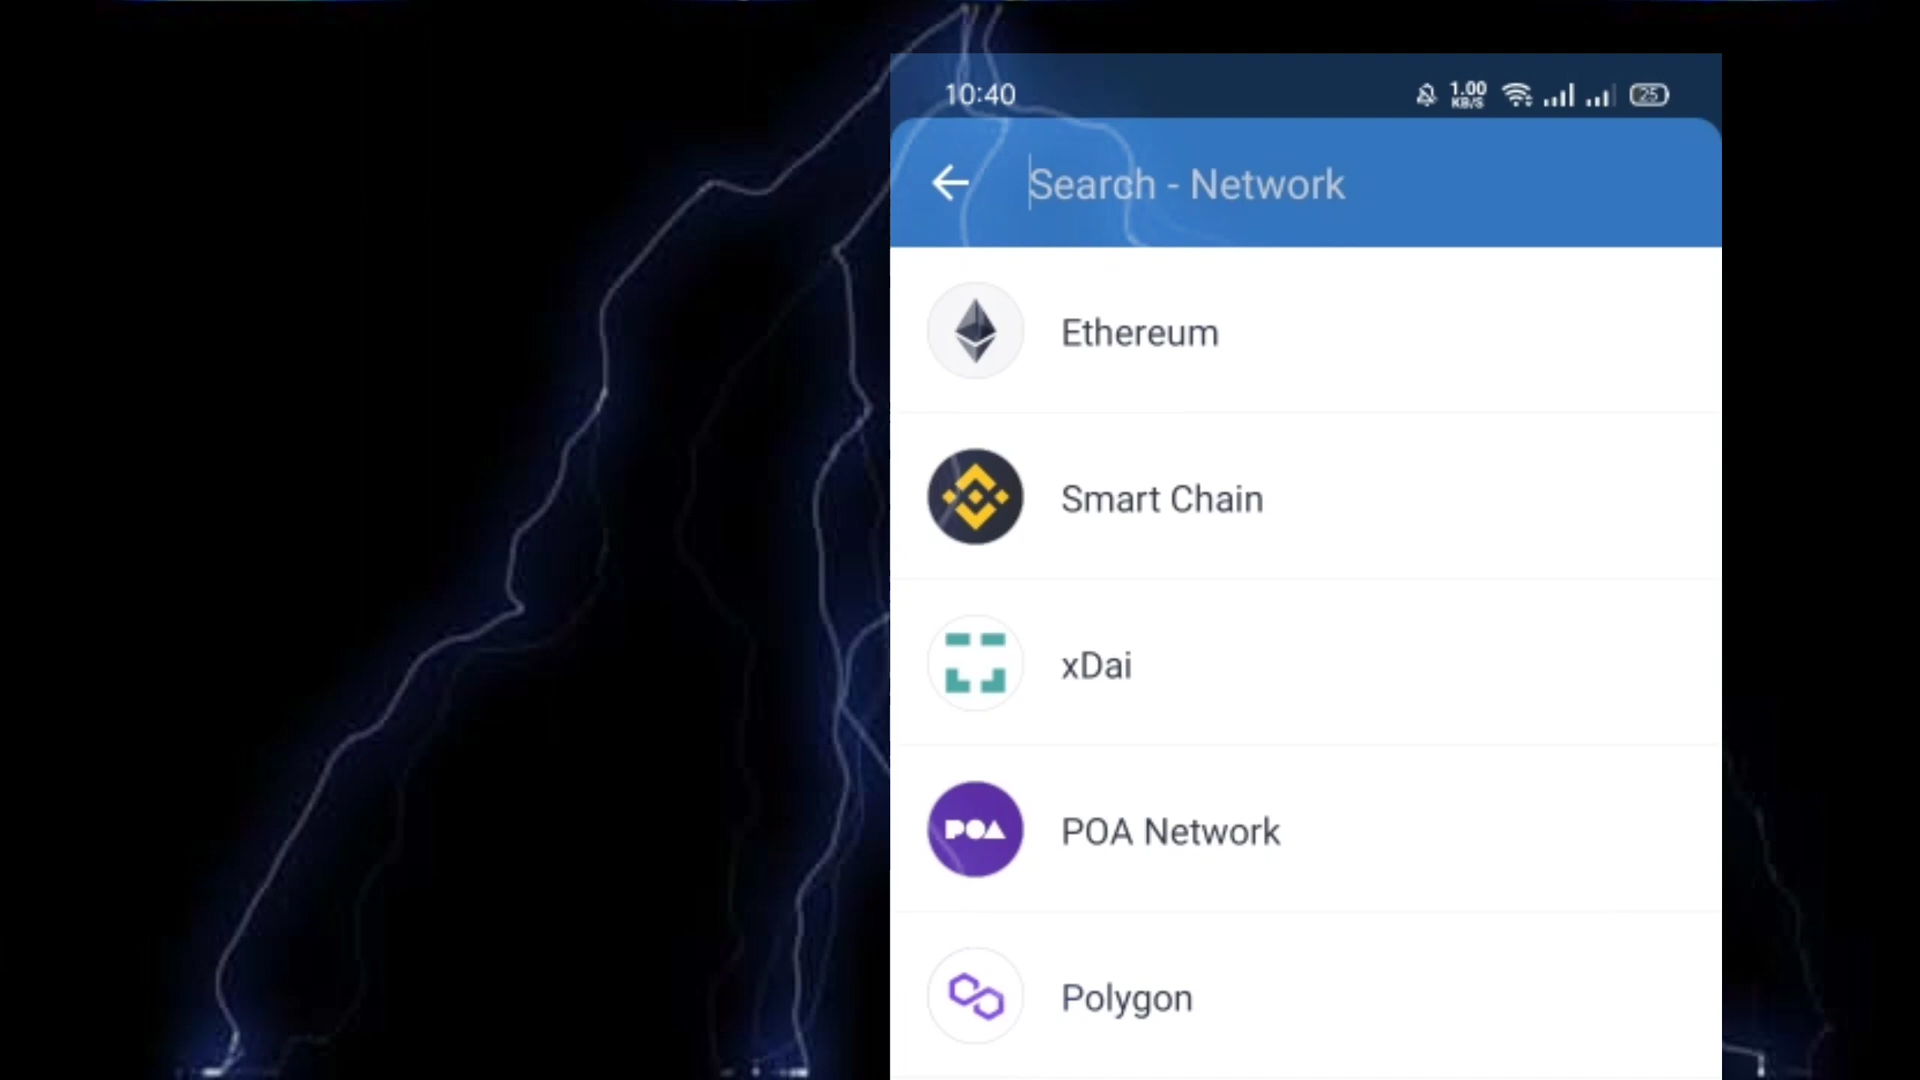 10:40
1.00
KB/S
25
Search - Network
Ethereum
Smart Chain
xDai
POA
POA Network
Polygon